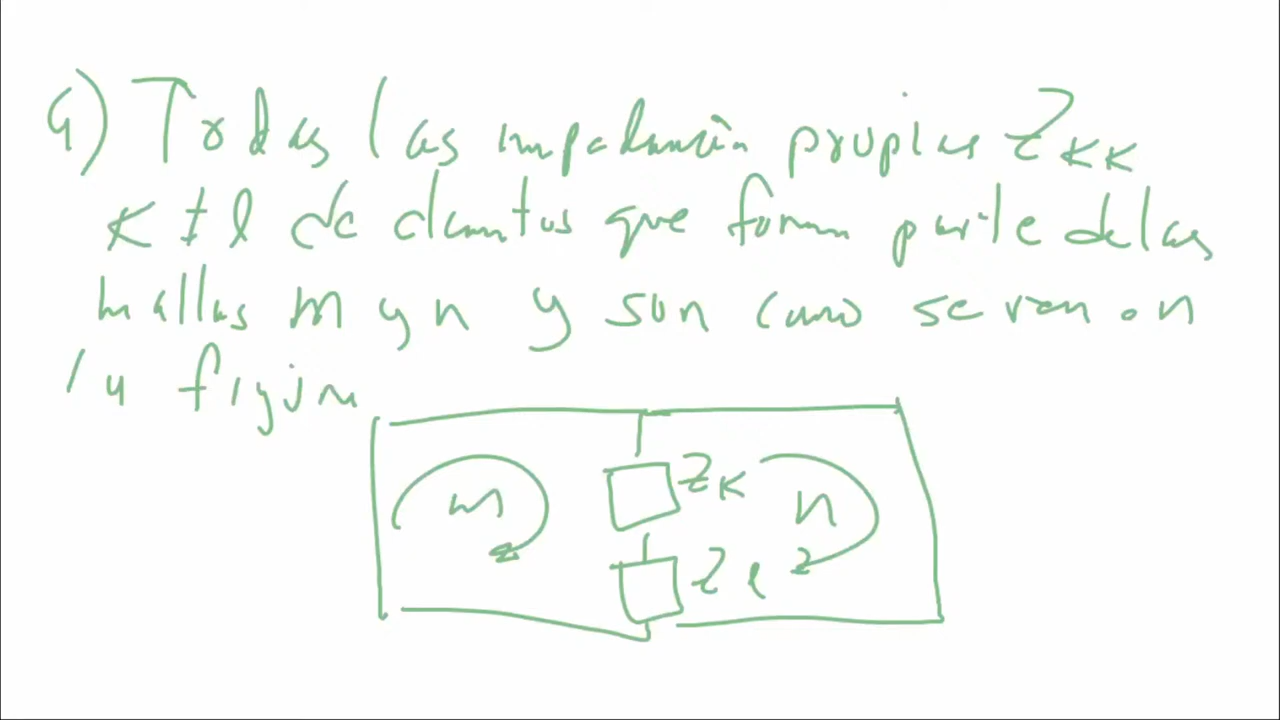 a) Todas las impedancias propias ZKK
K ≠ l de elementos que forman parte de las
mallas m y n y son como se ven en
la figura
m
ZK
n
Zl